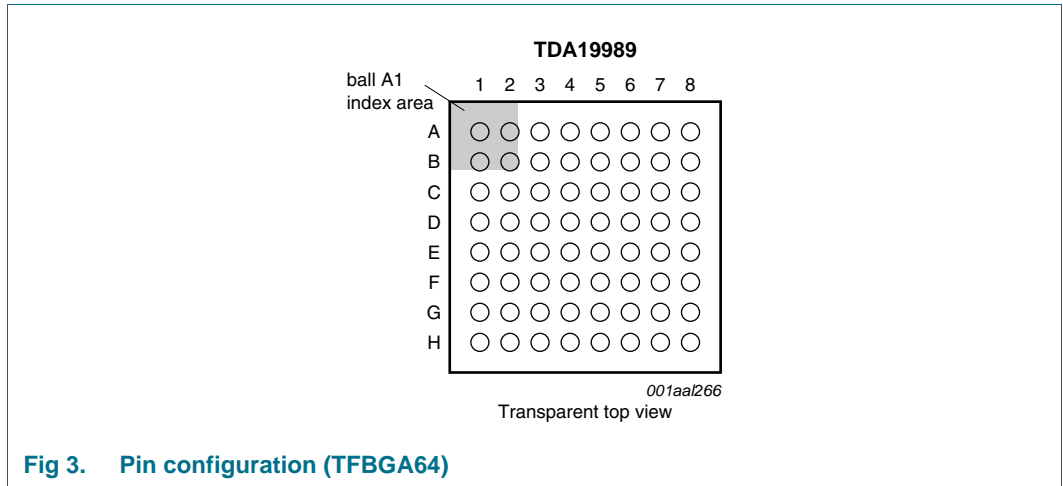 TDA19989
ball A1
index area
1 2 3 4 5 6 7 8
A
B
C
D
E
F
G
H
001aal266
Transparent top view
Fig 3. Pin configuration (TFBGA64)